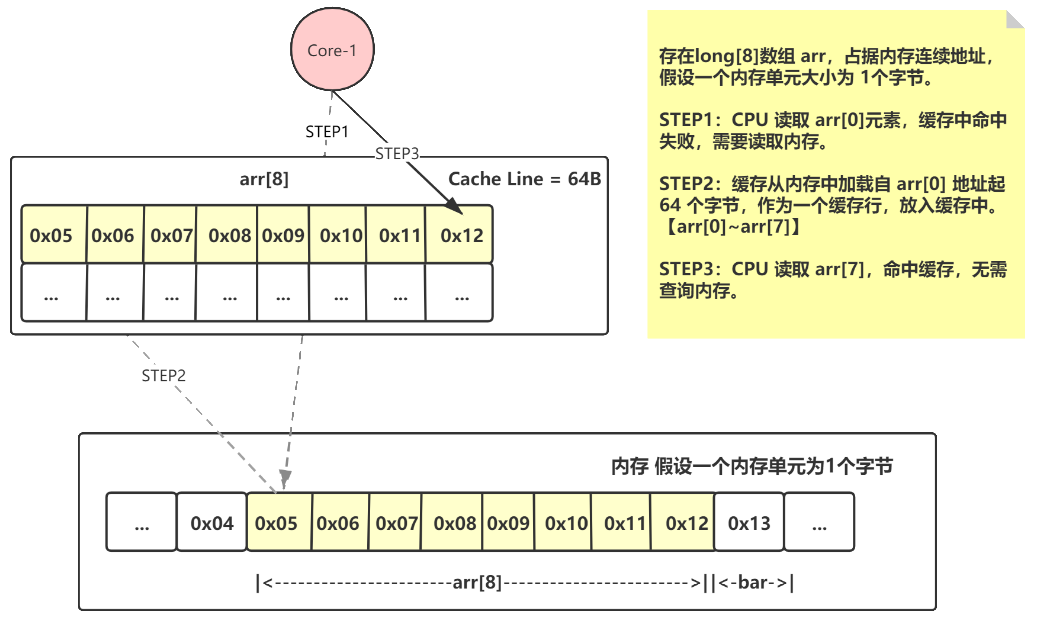 Core-1
STEP1
STEP3
arr[8]
Cache Line = 64B
0x05 0x06 0x07 0x08 0x09 0x10 0x11 0x12
... ... ... ... ... ... ... ...
STEP2
存在long[8]数组 arr，占据内存连续地址，
假设一个内存单元大小为 1个字节。
STEP1：CPU 读取 arr[0]元素，缓存中命中
失败，需要读取内存。
STEP2：缓存从内存中加载自 arr[0] 地址起
64 个字节，作为一个缓存行，放入缓存中。
【arr[0]~arr[7]】
STEP3：CPU 读取 arr[7]，命中缓存，无需
查询内存。
内存 假设一个内存单元为1个字节
... 0x04 0x05 0x06 0x07 0x08 0x09 0x10 0x11 0x12 0x13 ...
|<-----------------------arr[8]------------------------>||<-bar->|